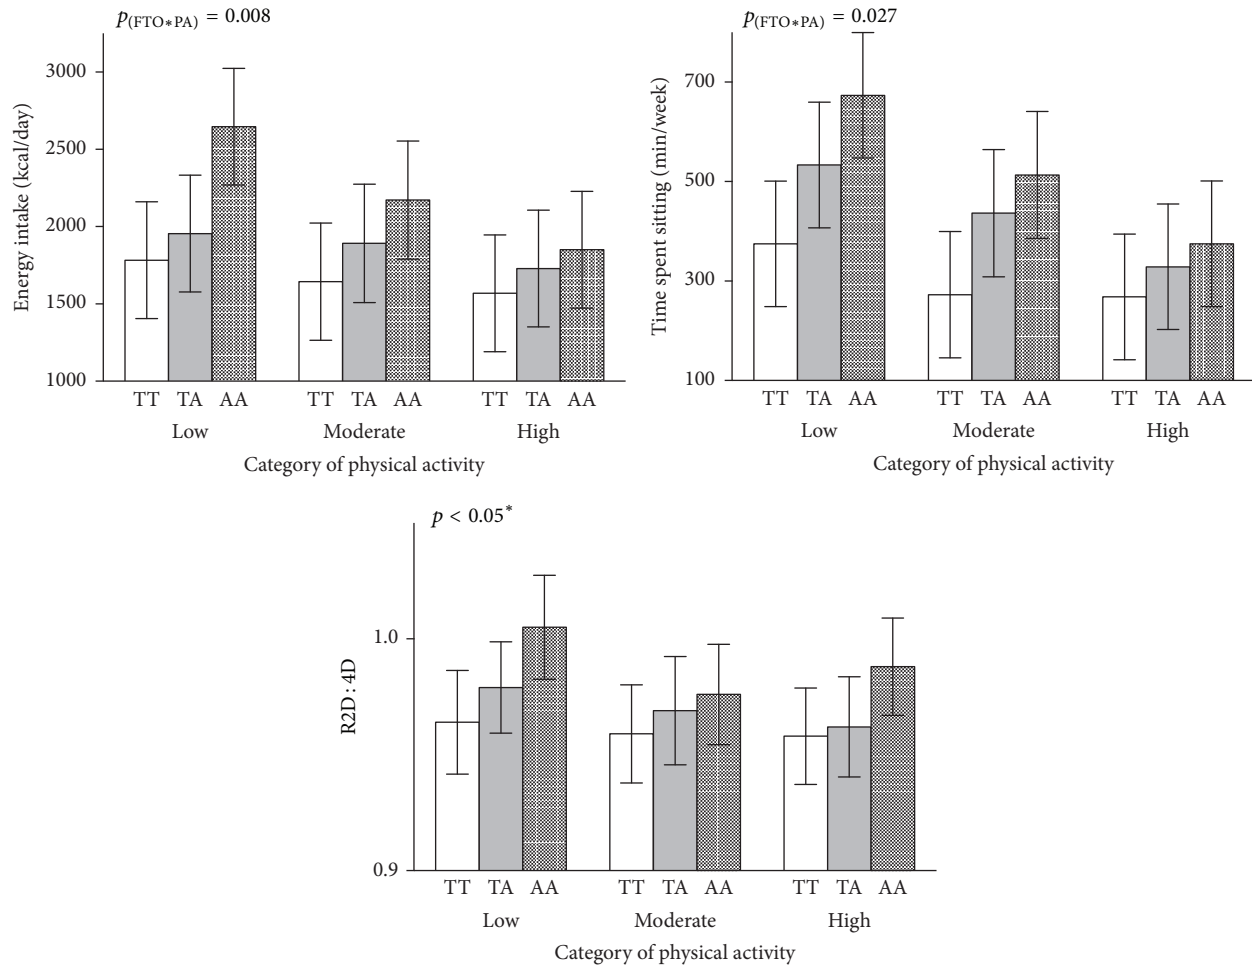 p(FTO*PA) = 0.008
Energy intake (kcal/day)
3000
2500
2000
1500
1000
TT TA AA TT TA AA TT TA AA
Low Moderate High
Category of physical activity
p(FTO*PA) = 0.027
Time spent sitting (min/week)
700
500
300
100
TT TA AA TT TA AA TT TA AA
Low Moderate High
Category of physical activity
p < 0.05*
R2D:4D
1.0
0.9
TT TA AA TT TA AA TT TA AA
Low Moderate High
Category of physical activity